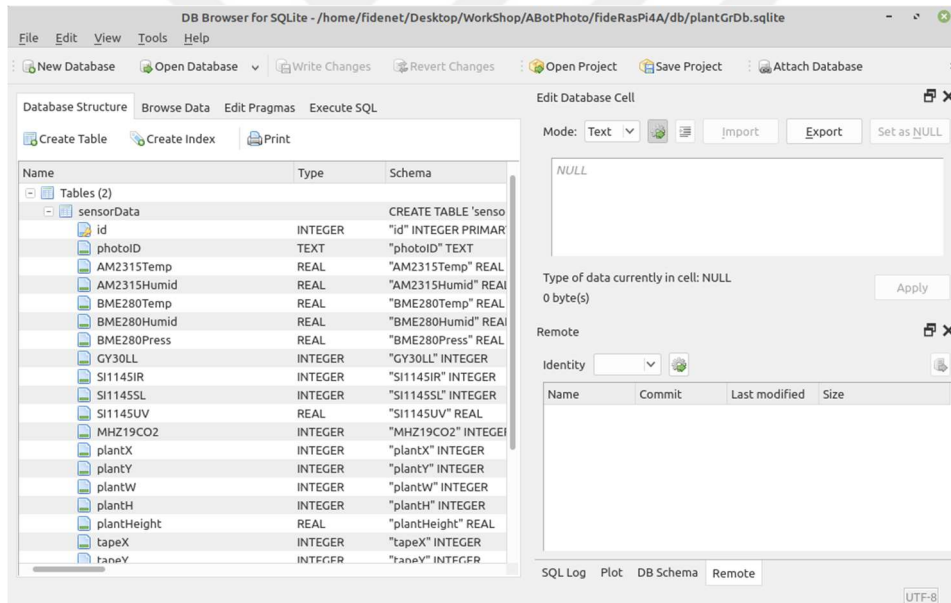 DB Browser for SQLite - /home/fidenet/Desktop/WorkShop/ABotPhoto/fideRasPi4A/db/plantGrDb.sqlite
File Edit View Tools Help
New Database Open Database Write Changes Revert Changes Open Project Save Project Attach Database
Database Structure Browse Data Edit Pragmas Execute SQL
Create Table Create Index Print
Name Type Schema
Tables (2)
sensorData CREATE TABLE 'senso
id INTEGER "id" INTEGER PRIMAR
photoID TEXT "photoID" TEXT
AM2315Temp REAL "AM2315Temp" REAL
AM2315Humid REAL "AM2315Humid" REAL
BME280Temp REAL "BME280Temp" REAL
BME280Humid REAL "BME280Humid" REAL
BME280Press REAL "BME280Press" REAL
GY30LL INTEGER "GY30LL" INTEGER
SI1145IR INTEGER "SI1145IR" INTEGER
SI1145SL INTEGER "SI1145SL" INTEGER
SI1145UV REAL "SI1145UV" REAL
MHZ19CO2 INTEGER "MHZ19CO2" INTEGER
plantX INTEGER "plantX" INTEGER
plantY INTEGER "plantY" INTEGER
plantW INTEGER "plantW" INTEGER
plantH INTEGER "plantH" INTEGER
plantHeight REAL "plantHeight" REAL
tapeX INTEGER "tapeX" INTEGER
tapeY INTEGER "tapeY" INTEGER
Edit Database Cell
Mode: Text Import Export Set as NULL
NULL
Type of data currently in cell: NULL
0 byte(s)
Apply
Remote
Identity
Name Commit Last modified Size
SQL Log Plot DB Schema Remote
UTF-8